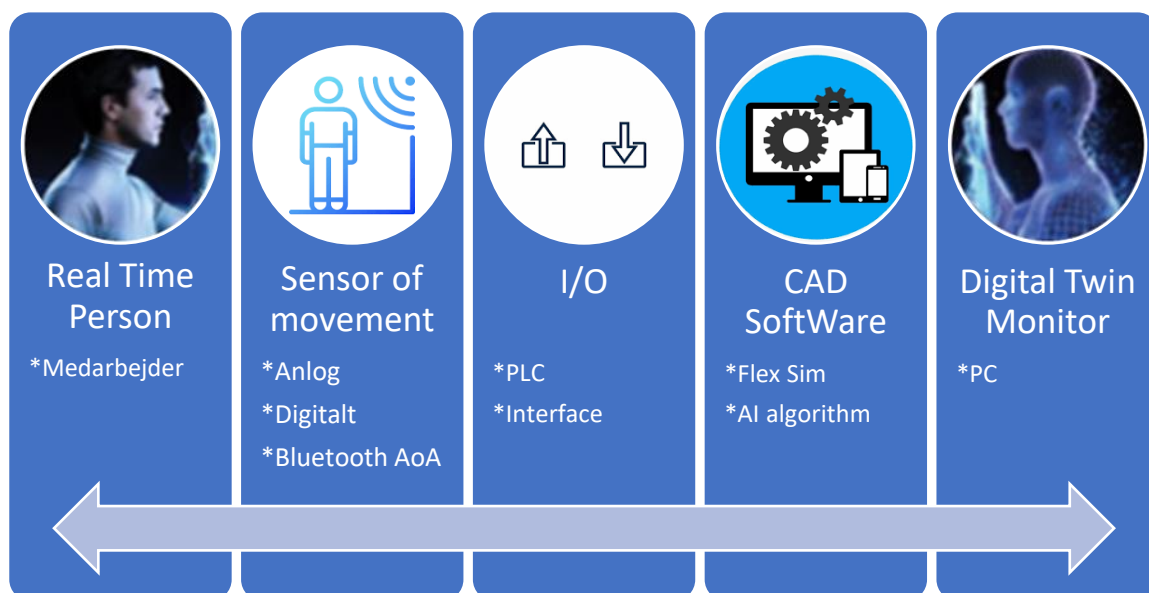 Real Time
Person
*Medarbejder
Sensor of
movement
*Anlog
*Digitalt
*Bluetooth AoA
I/O
*PLC
*Interface
CAD
SoftWare
*Flex Sim
*AI algorithm
Digital Twin
Monitor
*PC